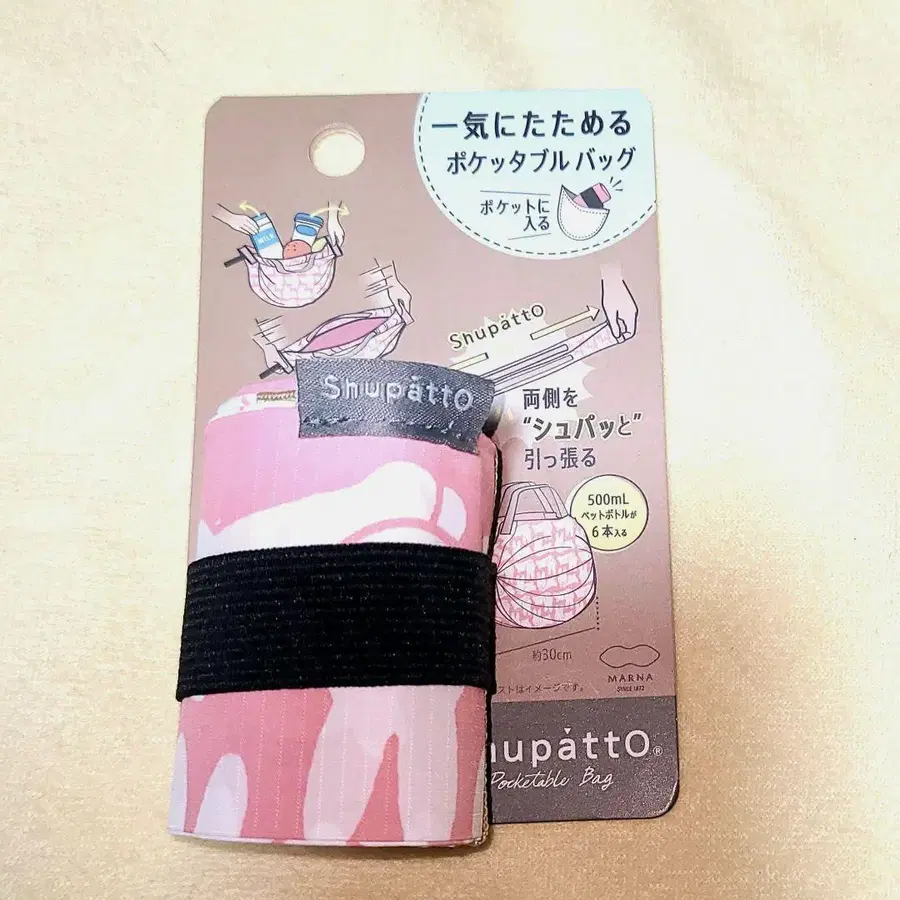 一気にたためる
ポケッタブルバッグ
ポケットに
入る
MILK
Shupatto
Shupatto
両側を
"シュパッと"
引っ張る
500mL
ペットボトルが
6本入る
約30cm
MARNA
SINCE 1872
ストはイメージです。
hupatto®
Pocketable Bag